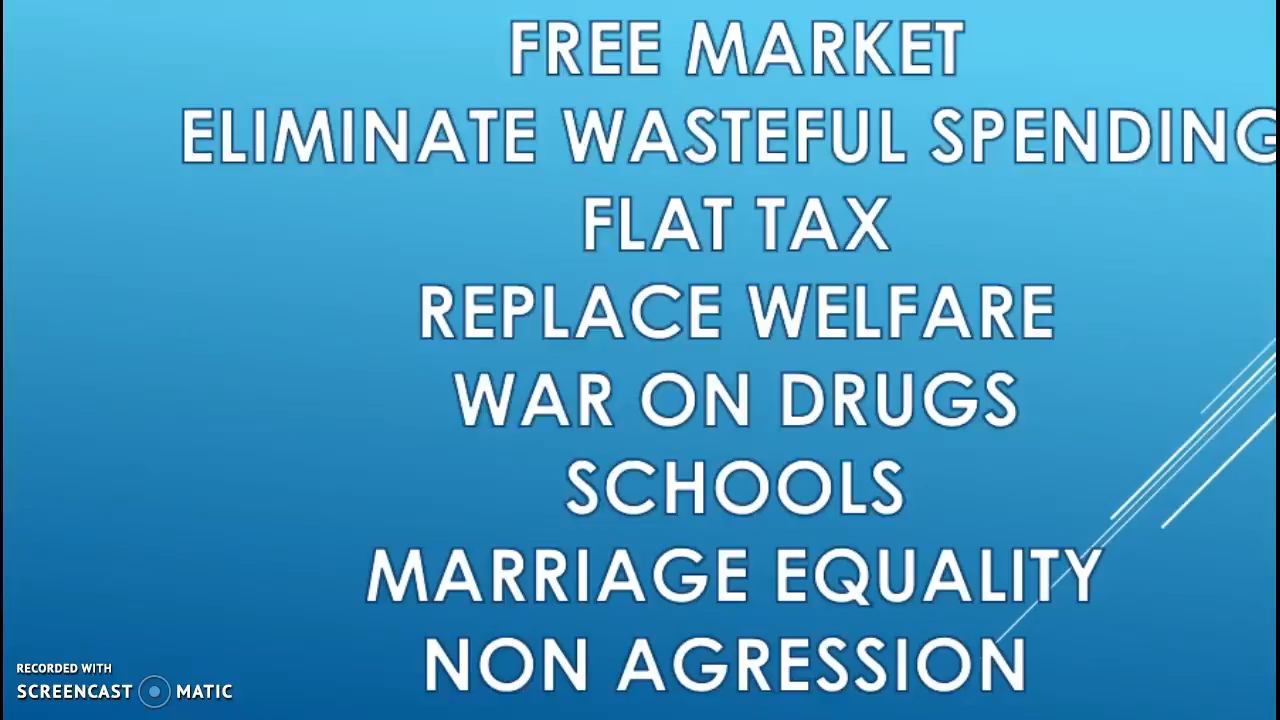 FREE MARKET
ELIMINATE WASTEFUL SPENDING
FLAT TAX
REPLACE WELFARE
WAR ON DRUGS
SCHOOLS
MARRIAGE EQUALITY
NON AGRESSION
RECORDED WITH
SCREENCAST MATIC